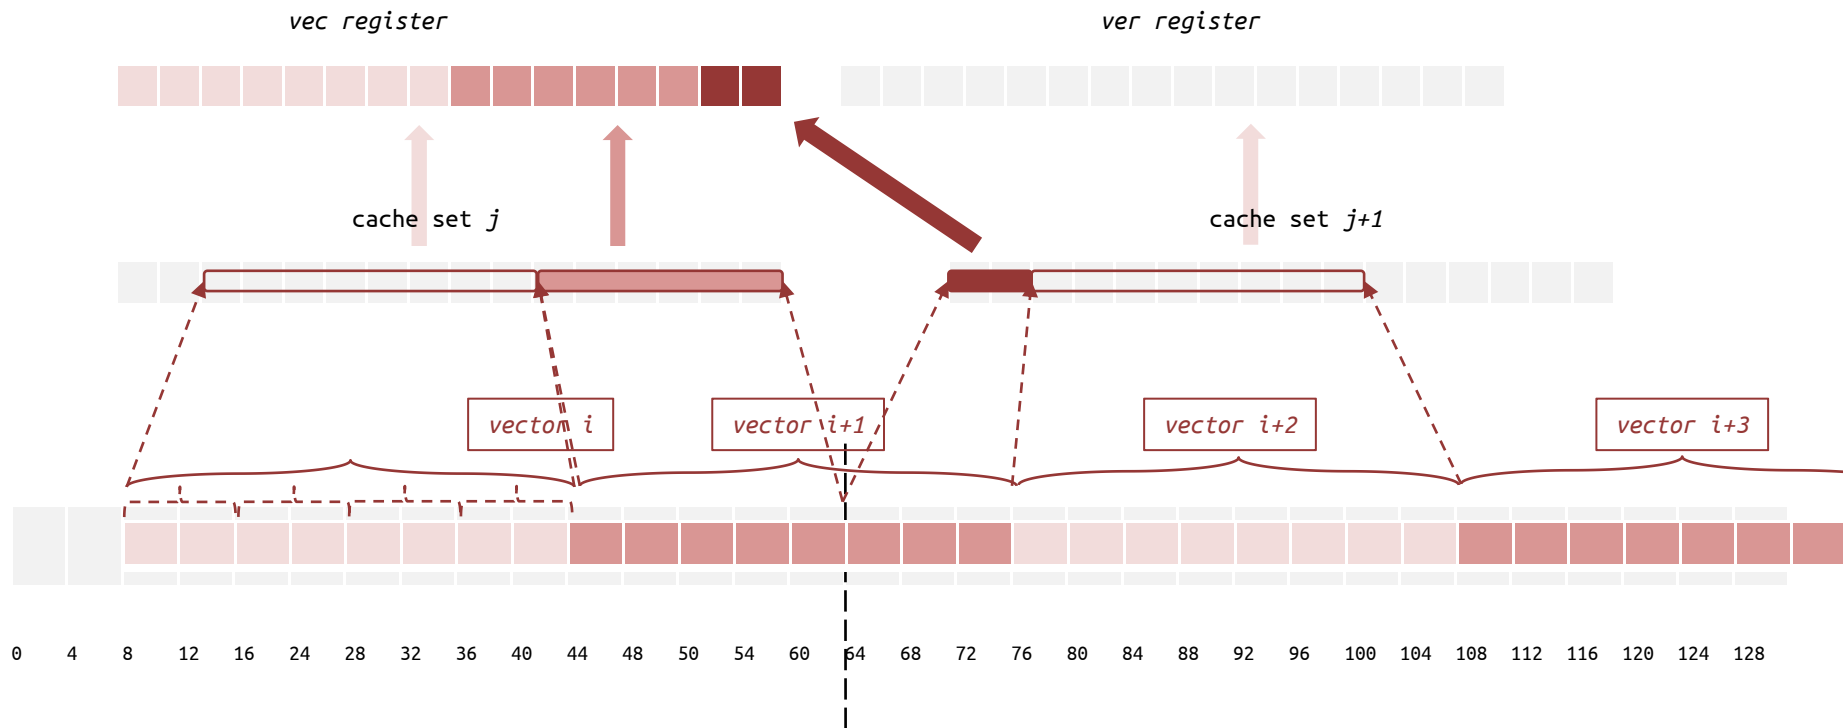 vec register
ver register
cache set j
cache set j+1
vector i
vector i+1
vector i+2
vector i+3
0 4 8 12 16 24 28 32 36 40 44 48 50 54 60 64 68 72 76 80 84 88 92 96 100 104 108 112 116 120 124 128